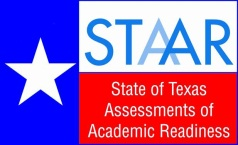 STAAR
State of Texas
Assessments of
Academic Readiness